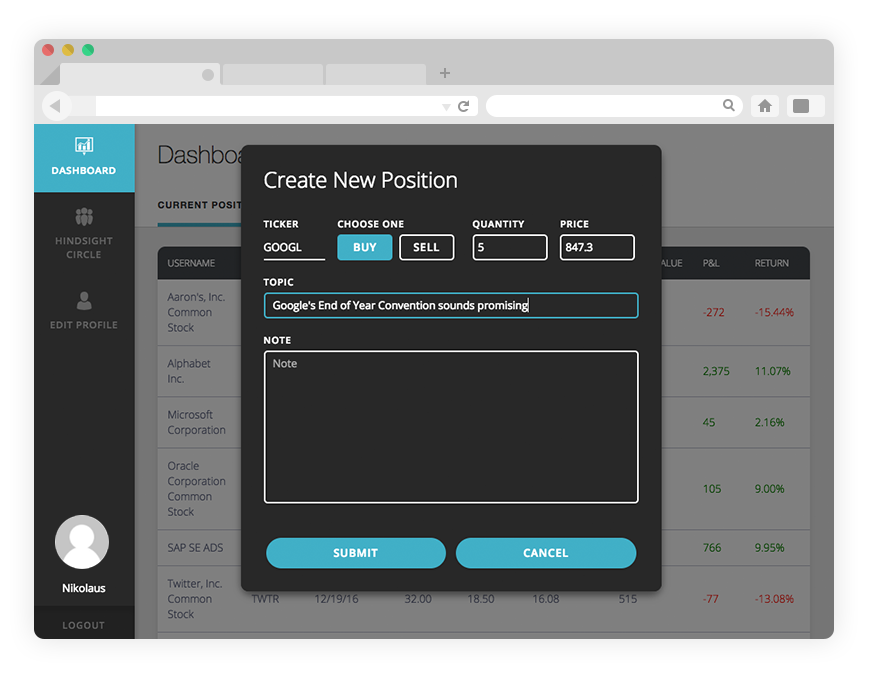 DASHBOARD
HINDSIGHT
CIRCLE
EDIT PROFILE
Nikolaus
LOGOUT
Dashboa
CURRENT POSIT
Create New Position
TICKER CHOOSE ONE QUANTITY PRICE
GOOGL BUY SELL 5 847.3
TOPIC
Google's End of Year Convention sounds promising
NOTE
Note
SUBMIT CANCEL
USERNAME ALUE P&L RETURN
Aaron's, Inc.
Common
Stock
-272 -15.44%
Alphabet
Inc.
2,375 11.07%
Microsoft
Corporation
45 2.16%
Oracle
Corporation
Common
Stock
105 9.00%
SAP SE ADS 766 9.95%
Twitter, Inc.
Common
Stock
TWTR 12/19/16 32.00 18.50 16.08 515 -77 -13.08%